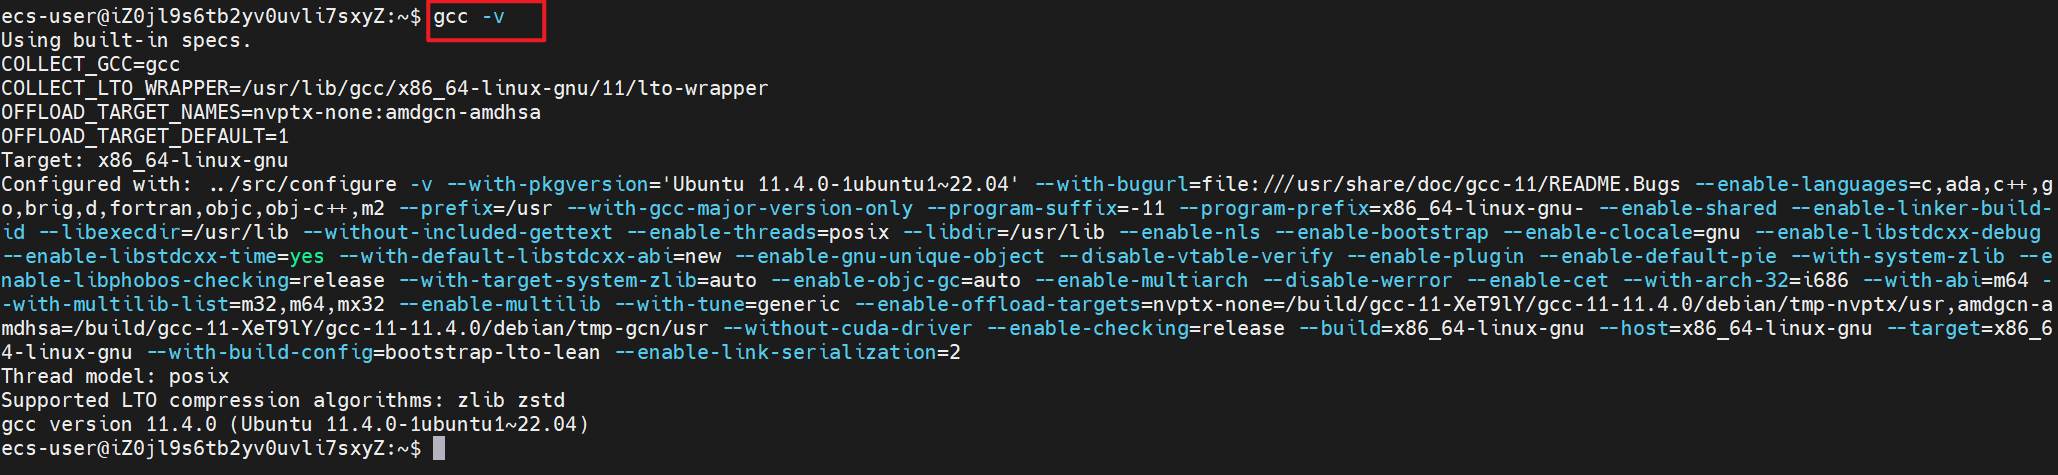 ecs-user@iZ0jl9s6tb2yv0uvli7sxyZ:~$ gcc -v
Using built-in specs.
COLLECT_GCC=gcc
COLLECT_LTO_WRAPPER=/usr/lib/gcc/x86_64-linux-gnu/11/lto-wrapper
OFFLOAD_TARGET_NAMES=nvptx-none:amdgcn-amdhsa
OFFLOAD_TARGET_DEFAULT=1
Target: x86_64-linux-gnu
Configured with: ../src/configure -v --with-pkgversion='Ubuntu 11.4.0-1ubuntu1~22.04' --with-bugurl=file:///usr/share/doc/gcc-11/README.Bugs --enable-languages=c,ada,c++,g
o,brig,d,fortran,objc,obj-c++,m2 --prefix=/usr --with-gcc-major-version-only --program-suffix=-11 --program-prefix=x86_64-linux-gnu- --enable-shared --enable-linker-build-
id --libexecdir=/usr/lib --without-included-gettext --enable-threads=posix --libdir=/usr/lib --enable-nls --enable-bootstrap --enable-clocale=gnu --enable-libstdcxx-debug
--enable-libstdcxx-time=yes --with-default-libstdcxx-abi=new --enable-gnu-unique-object --disable-vtable-verify --enable-plugin --enable-default-pie --with-system-zlib --e
nable-libphobos-checking=release --with-target-system-zlib=auto --enable-objc-gc=auto --enable-multiarch --disable-werror --enable-cet --with-arch-32=i686 --with-abi=m64 -
-with-multilib-list=m32,m64,mx32 --enable-multilib --with-tune=generic --enable-offload-targets=nvptx-none=/build/gcc-11-XeT9lY/gcc-11-11.4.0/debian/tmp-nvptx/usr,amdgcn-a
mdhsa=/build/gcc-11-XeT9lY/gcc-11-11.4.0/debian/tmp-gcn/usr --without-cuda-driver --enable-checking=release --build=x86_64-linux-gnu --host=x86_64-linux-gnu --target=x86_6
4-linux-gnu --with-build-config=bootstrap-lto-lean --enable-link-serialization=2
Thread model: posix
Supported LTO compression algorithms: zlib zstd
gcc version 11.4.0 (Ubuntu 11.4.0-1ubuntu1~22.04)
ecs-user@iZ0jl9s6tb2yv0uvli7sxyZ:~$